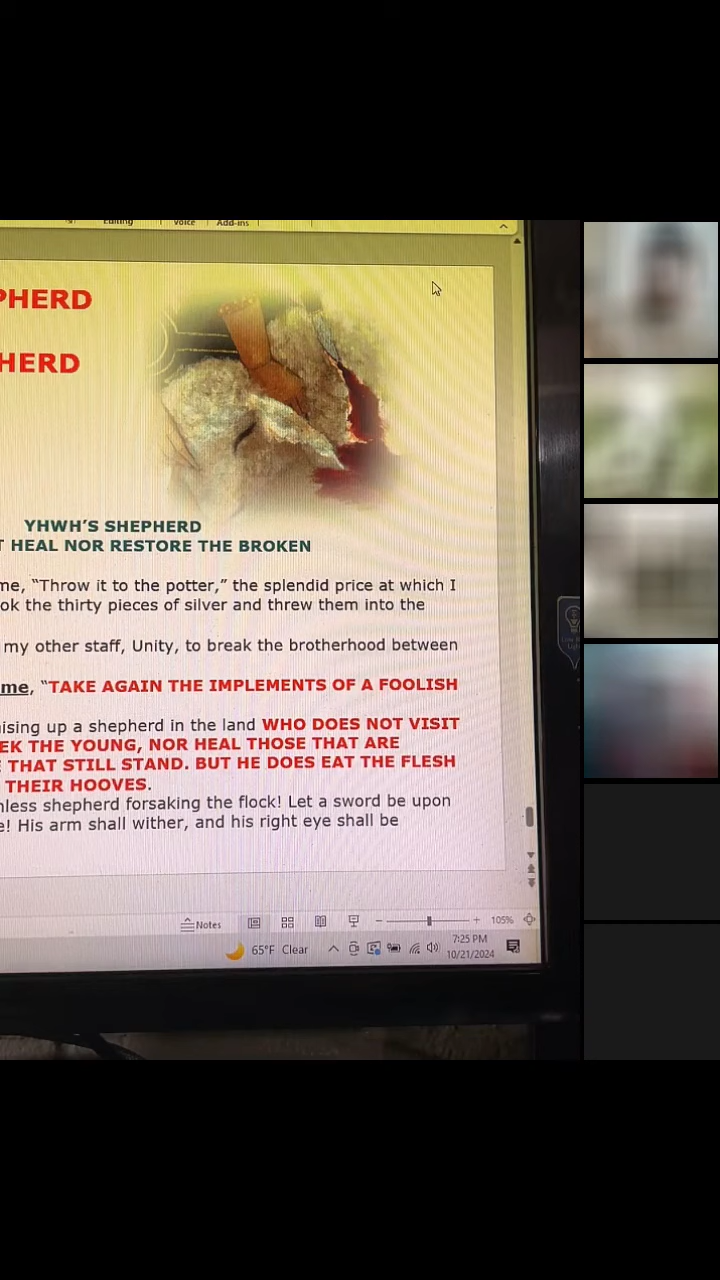 Editing
Voice
Add-ins
PHERD
HERD
YHWH'S SHEPHERD
T HEAL NOR RESTORE THE BROKEN
me, “Throw it to the potter,” the splendid price at which I
ok the thirty pieces of silver and threw them into the
my other staff, Unity, to break the brotherhood between
me, “TAKE AGAIN THE IMPLEMENTS OF A FOOLISH
ising up a shepherd in the land WHO DOES NOT VISIT
EK THE YOUNG, NOR HEAL THOSE THAT ARE
THAT STILL STAND. BUT HE DOES EAT THE FLESH
THEIR HOOVES.
hless shepherd forsaking the flock! Let a sword be upon
e! His arm shall wither, and his right eye shall be
Notes
105%
65°F Clear
7:25 PM
10/21/2024